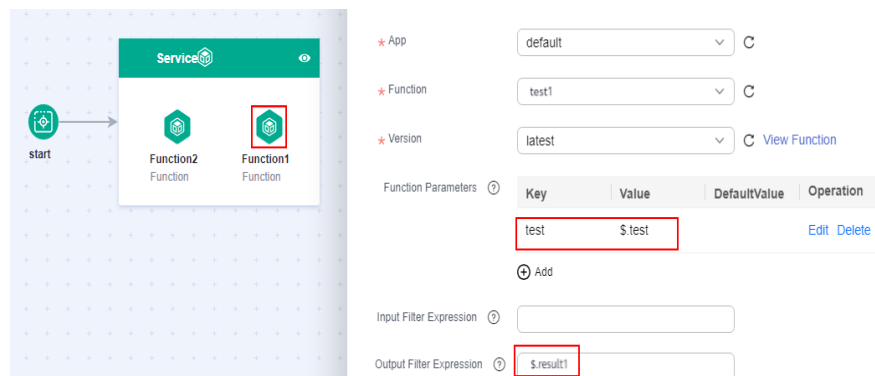 Service
start
Function2
Function
Function1
Function
* App
default
* Function
test1
* Version
latest
View Function
Function Parameters ?
Key Value DefaultValue Operation
test $.test Edit Delete
Add
Input Filter Expression ?
Output Filter Expression ?
$.result1